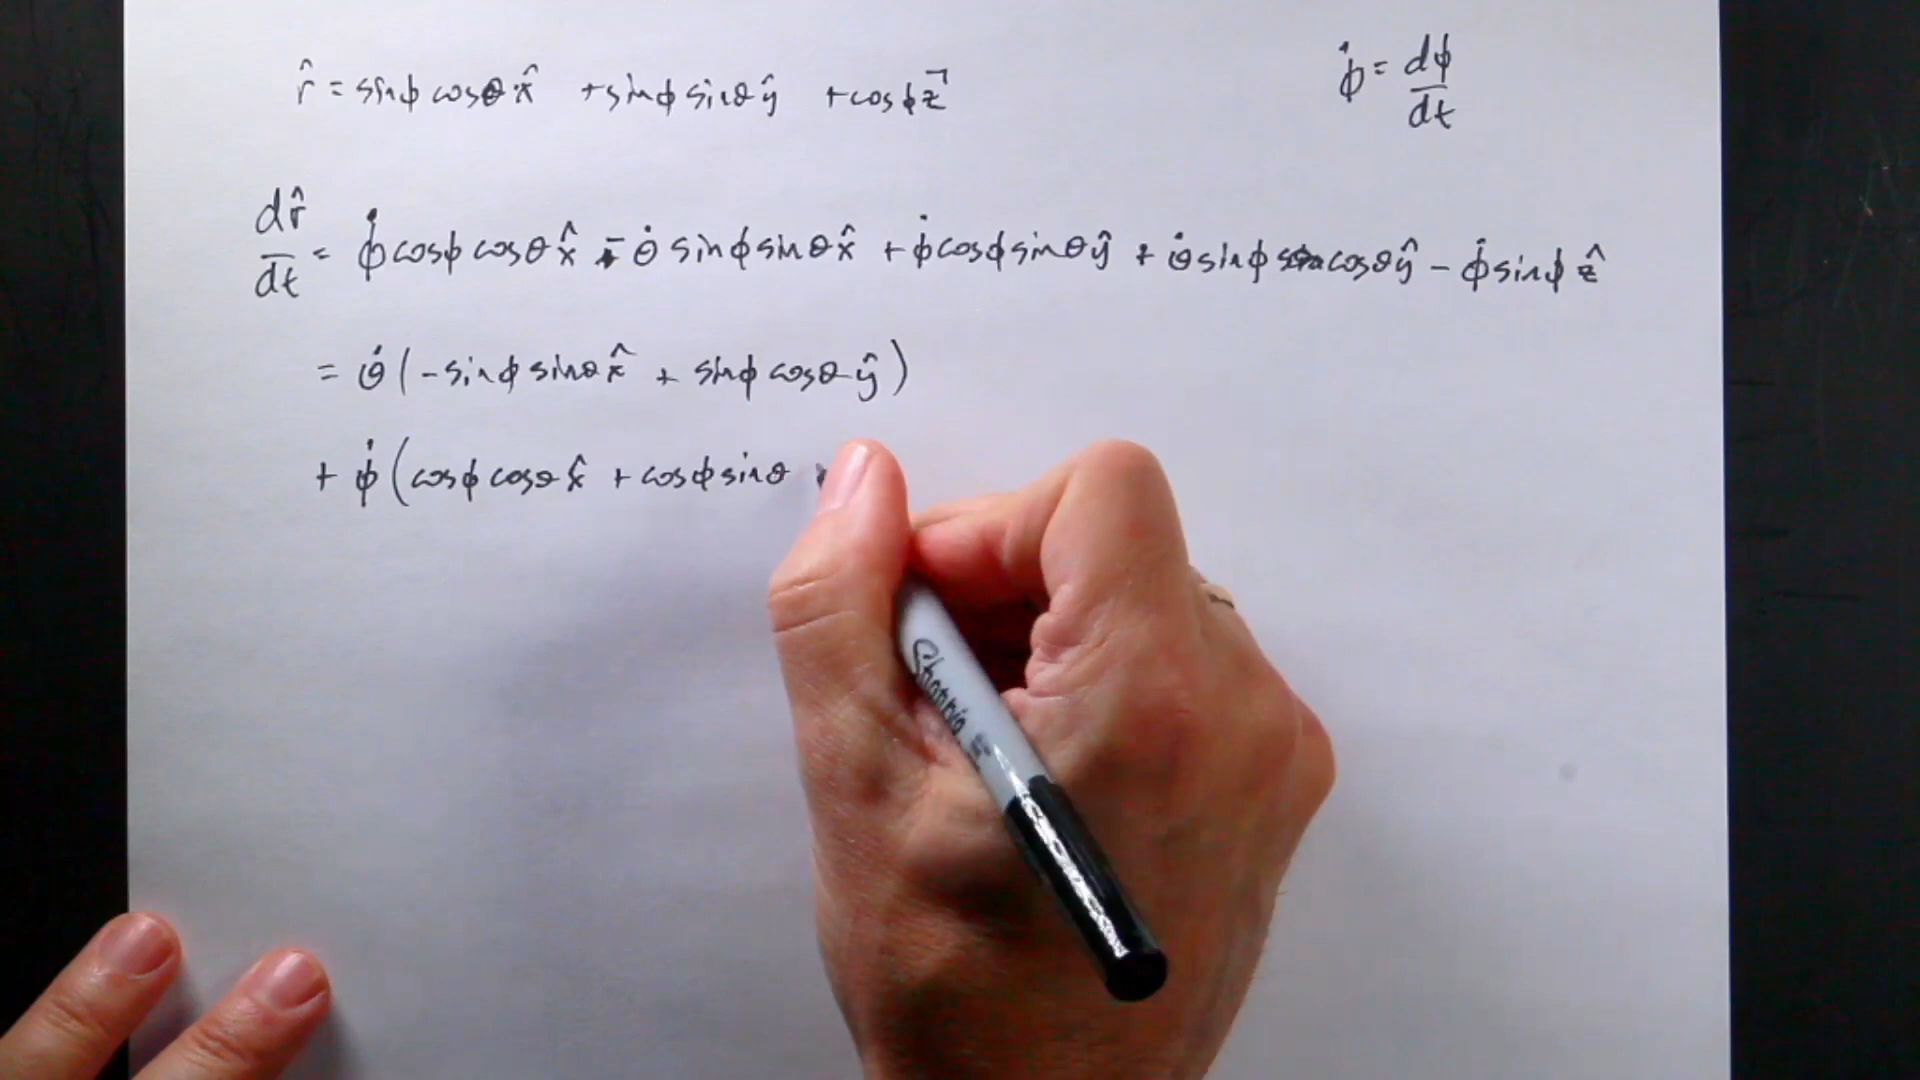 r̂ = sinϕ cosθ x̂ + sinϕ sinθ ŷ + cosϕ z⃗
ϕ̇ = dϕ/dt
dr̂/dt = ϕ̇ cosϕ cosθ x̂ - θ̇ sinϕ sinθ x̂ + ϕ̇ cosϕ sinθ ŷ + θ̇ sinϕ cosθ ŷ - ϕ̇ sinϕ ẑ
= θ̇ (-sinϕ sinθ x̂ + sinϕ cosθ ŷ)
+ ϕ̇ (cosϕ cosθ x̂ + cosϕ sinθ
Sharpie